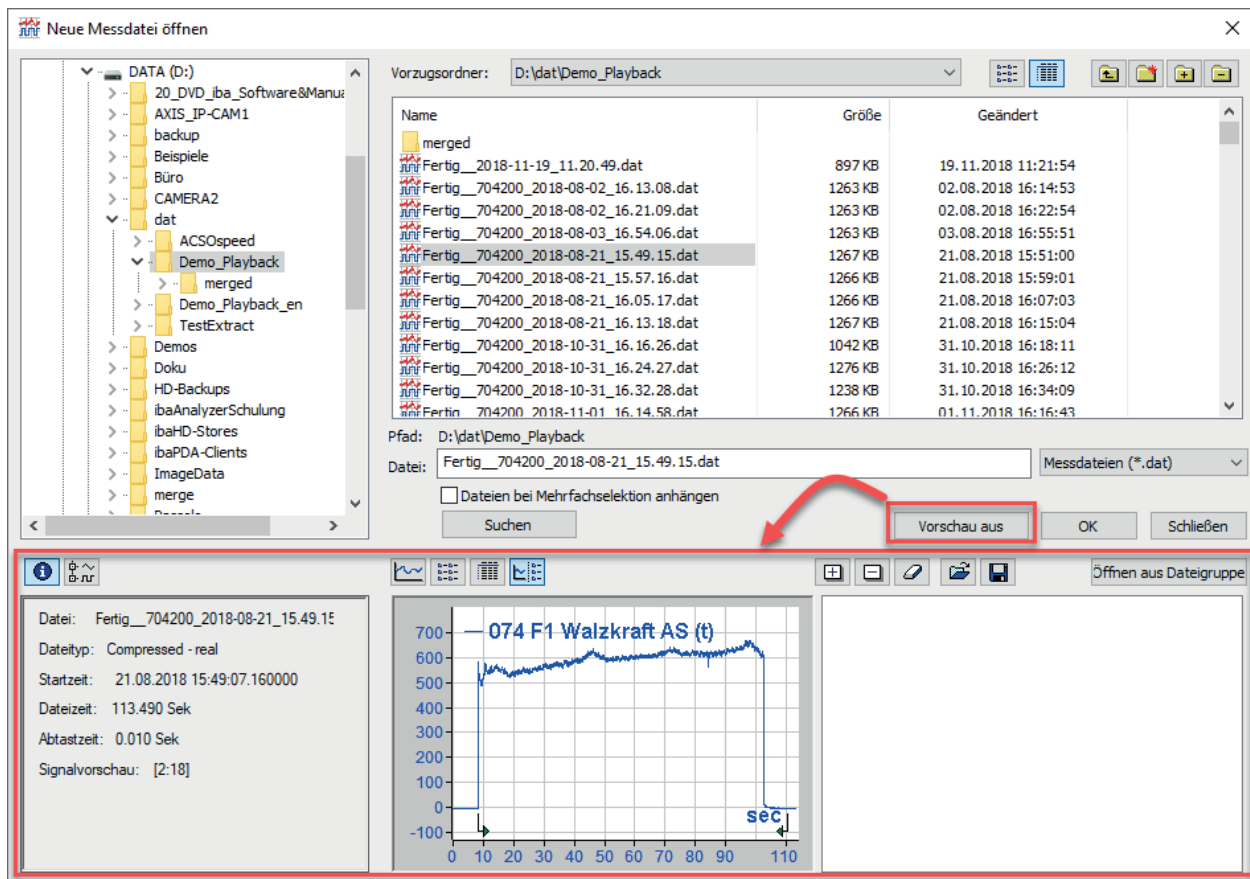 Neue Messdatei öffnen
DATA (D:)
20_DVD_iba_Software&Manua
AXIS_IP-CAM1
backup
Beispiele
Büro
CAMERA2
dat
ACSOspeed
Demo_Playback
merged
Demo_Playback_en
TestExtract
Demos
Doku
HD-Backups
ibaAnalyzerSchulung
ibaHD-Stores
ibaPDA-Clients
ImageData
merge
Vorzugsordner: D:\dat\Demo_Playback
Name Größe Geändert
merged
Fertig__2018-11-19_11.20.49.dat 897 KB 19.11.2018 11:21:54
Fertig__704200_2018-08-02_16.13.08.dat 1263 KB 02.08.2018 16:14:53
Fertig__704200_2018-08-02_16.21.09.dat 1263 KB 02.08.2018 16:22:54
Fertig__704200_2018-08-03_16.54.06.dat 1263 KB 03.08.2018 16:55:51
Fertig__704200_2018-08-21_15.49.15.dat 1267 KB 21.08.2018 15:51:00
Fertig__704200_2018-08-21_15.57.16.dat 1266 KB 21.08.2018 15:59:01
Fertig__704200_2018-08-21_16.05.17.dat 1266 KB 21.08.2018 16:07:03
Fertig__704200_2018-08-21_16.13.18.dat 1267 KB 21.08.2018 16:15:04
Fertig__704200_2018-10-31_16.16.26.dat 1042 KB 31.10.2018 16:18:11
Fertig__704200_2018-10-31_16.24.27.dat 1276 KB 31.10.2018 16:26:12
Fertig__704200_2018-10-31_16.32.28.dat 1238 KB 31.10.2018 16:34:09
Fertig__704200_2018-11-01_16.14.58.dat 1266 KB 01.11.2018 16:16:43
Pfad: D:\dat\Demo_Playback
Datei: Fertig__704200_2018-08-21_15.49.15.dat Messdateien (*.dat)
Dateien bei Mehrfachselektion anhängen
Suchen Vorschau aus OK Schließen
Öffnen aus Dateigruppe
Datei: Fertig__704200_2018-08-21_15.49.15
Dateityp: Compressed - real
Startzeit: 21.08.2018 15:49:07.160000
Dateizeit: 113.490 Sek
Abtastzeit: 0.010 Sek
Signalvorschau: [2:18]
074 F1 Walzkraft AS (t)
700
600
500
400
300
200
100
0
-100
sec
0 10 20 30 40 50 60 70 80 90 110